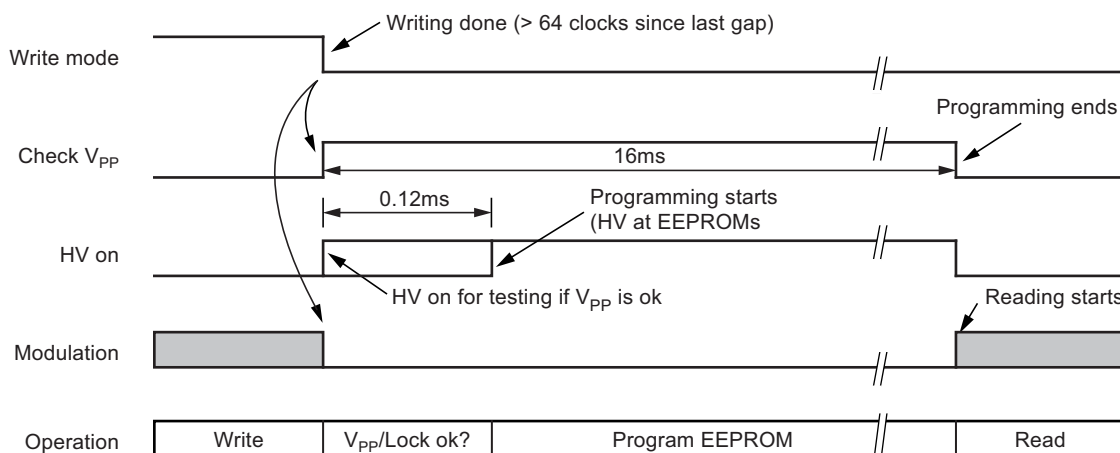 Writing done (> 64 clocks since last gap)
Write mode
Programming ends
Check VPP
16ms
0.12ms
Programming starts
(HV at EEPROMs
HV on
HV on for testing if VPP is ok
Reading starts
Modulation
Operation
Write
VPP/Lock ok?
Program EEPROM
Read